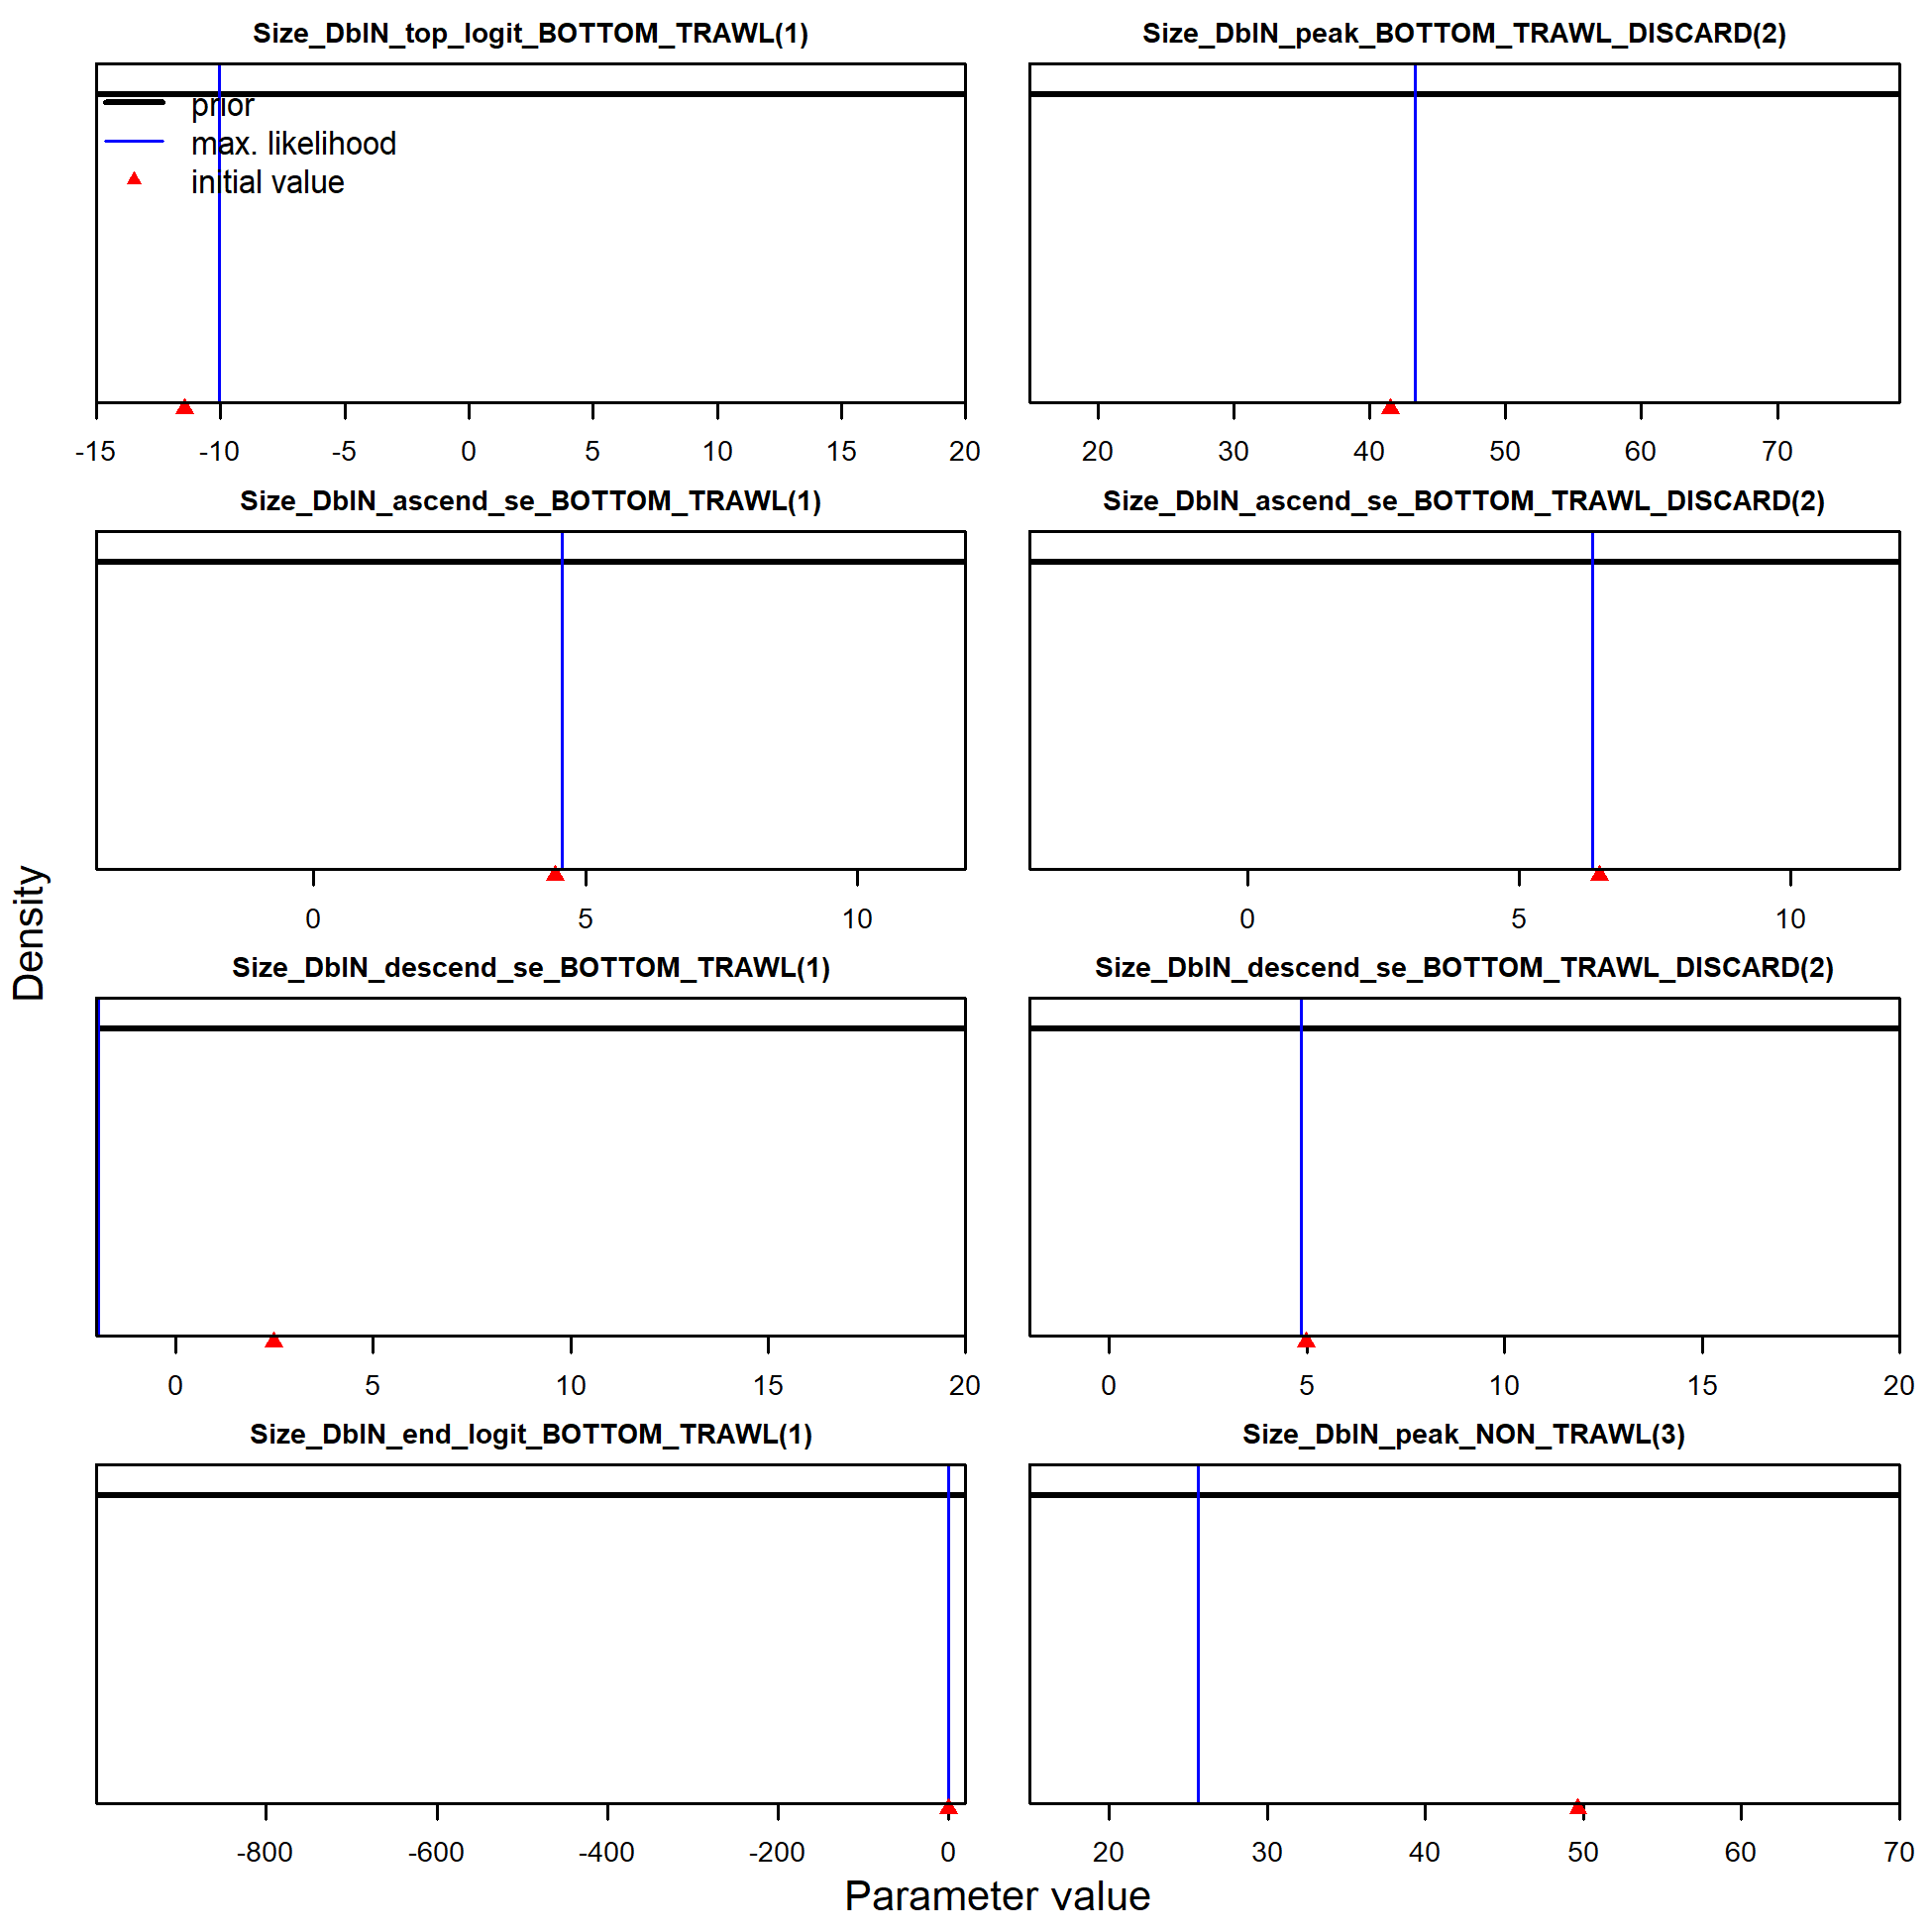 Size_DblN_top_logit_BOTTOM_TRAWL(1)
prior
max. likelihood
initial value
-15 -10 -5 0 5 10 15 20
Size_DblN_peak_BOTTOM_TRAWL_DISCARD(2)
20 30 40 50 60 70
Size_DblN_ascend_se_BOTTOM_TRAWL(1)
0 5 10
Size_DblN_ascend_se_BOTTOM_TRAWL_DISCARD(2)
0 5 10
Size_DblN_descend_se_BOTTOM_TRAWL(1)
0 5 10 15 20
Size_DblN_descend_se_BOTTOM_TRAWL_DISCARD(2)
0 5 10 15 20
Size_DblN_end_logit_BOTTOM_TRAWL(1)
-800 -600 -400 -200 0
Size_DblN_peak_NON_TRAWL(3)
20 30 40 50 60 70
Density
Parameter value